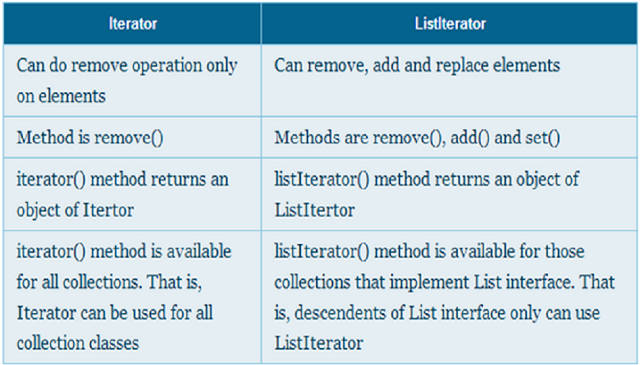 Iterator
ListIterator
Can do remove operation only
on elements
Can remove, add and replace elements
Method is remove()
Methods are remove(), add() and set()
iterator() method returns an
object of Itertor
listIterator() method returns an object of
ListItertor
iterator() method is available
for all collections. That is,
Iterator can be used for all
collection classes
listIterator() method is available for those
collections that implement List interface. That
is, descendents of List interface only can use
ListIterator